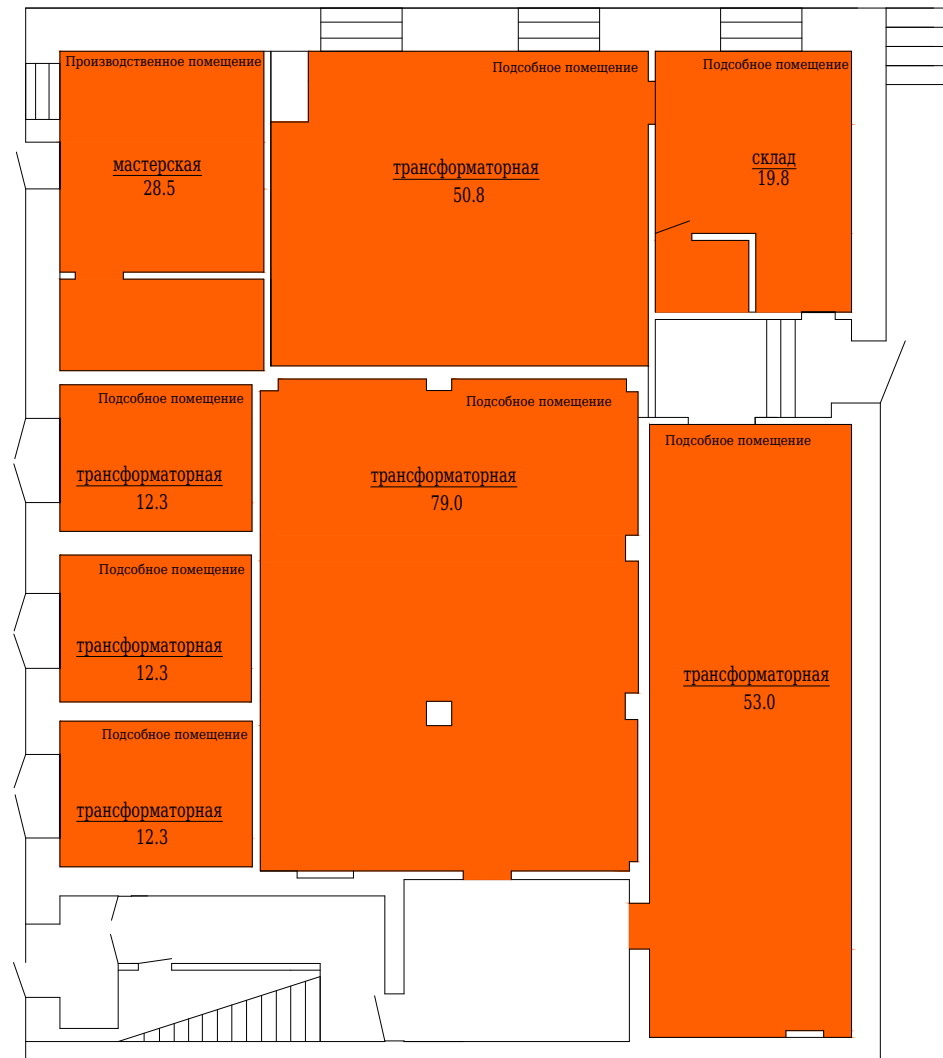 Производственное помещение
мастерская
28.5
Подсобное помещение
трансформаторная
50.8
Подсобное помещение
склад
19.8
Подсобное помещение
трансформаторная
12.3
Подсобное помещение
трансформаторная
79.0
Подсобное помещение
трансформаторная
53.0
Подсобное помещение
трансформаторная
12.3
Подсобное помещение
трансформаторная
12.3